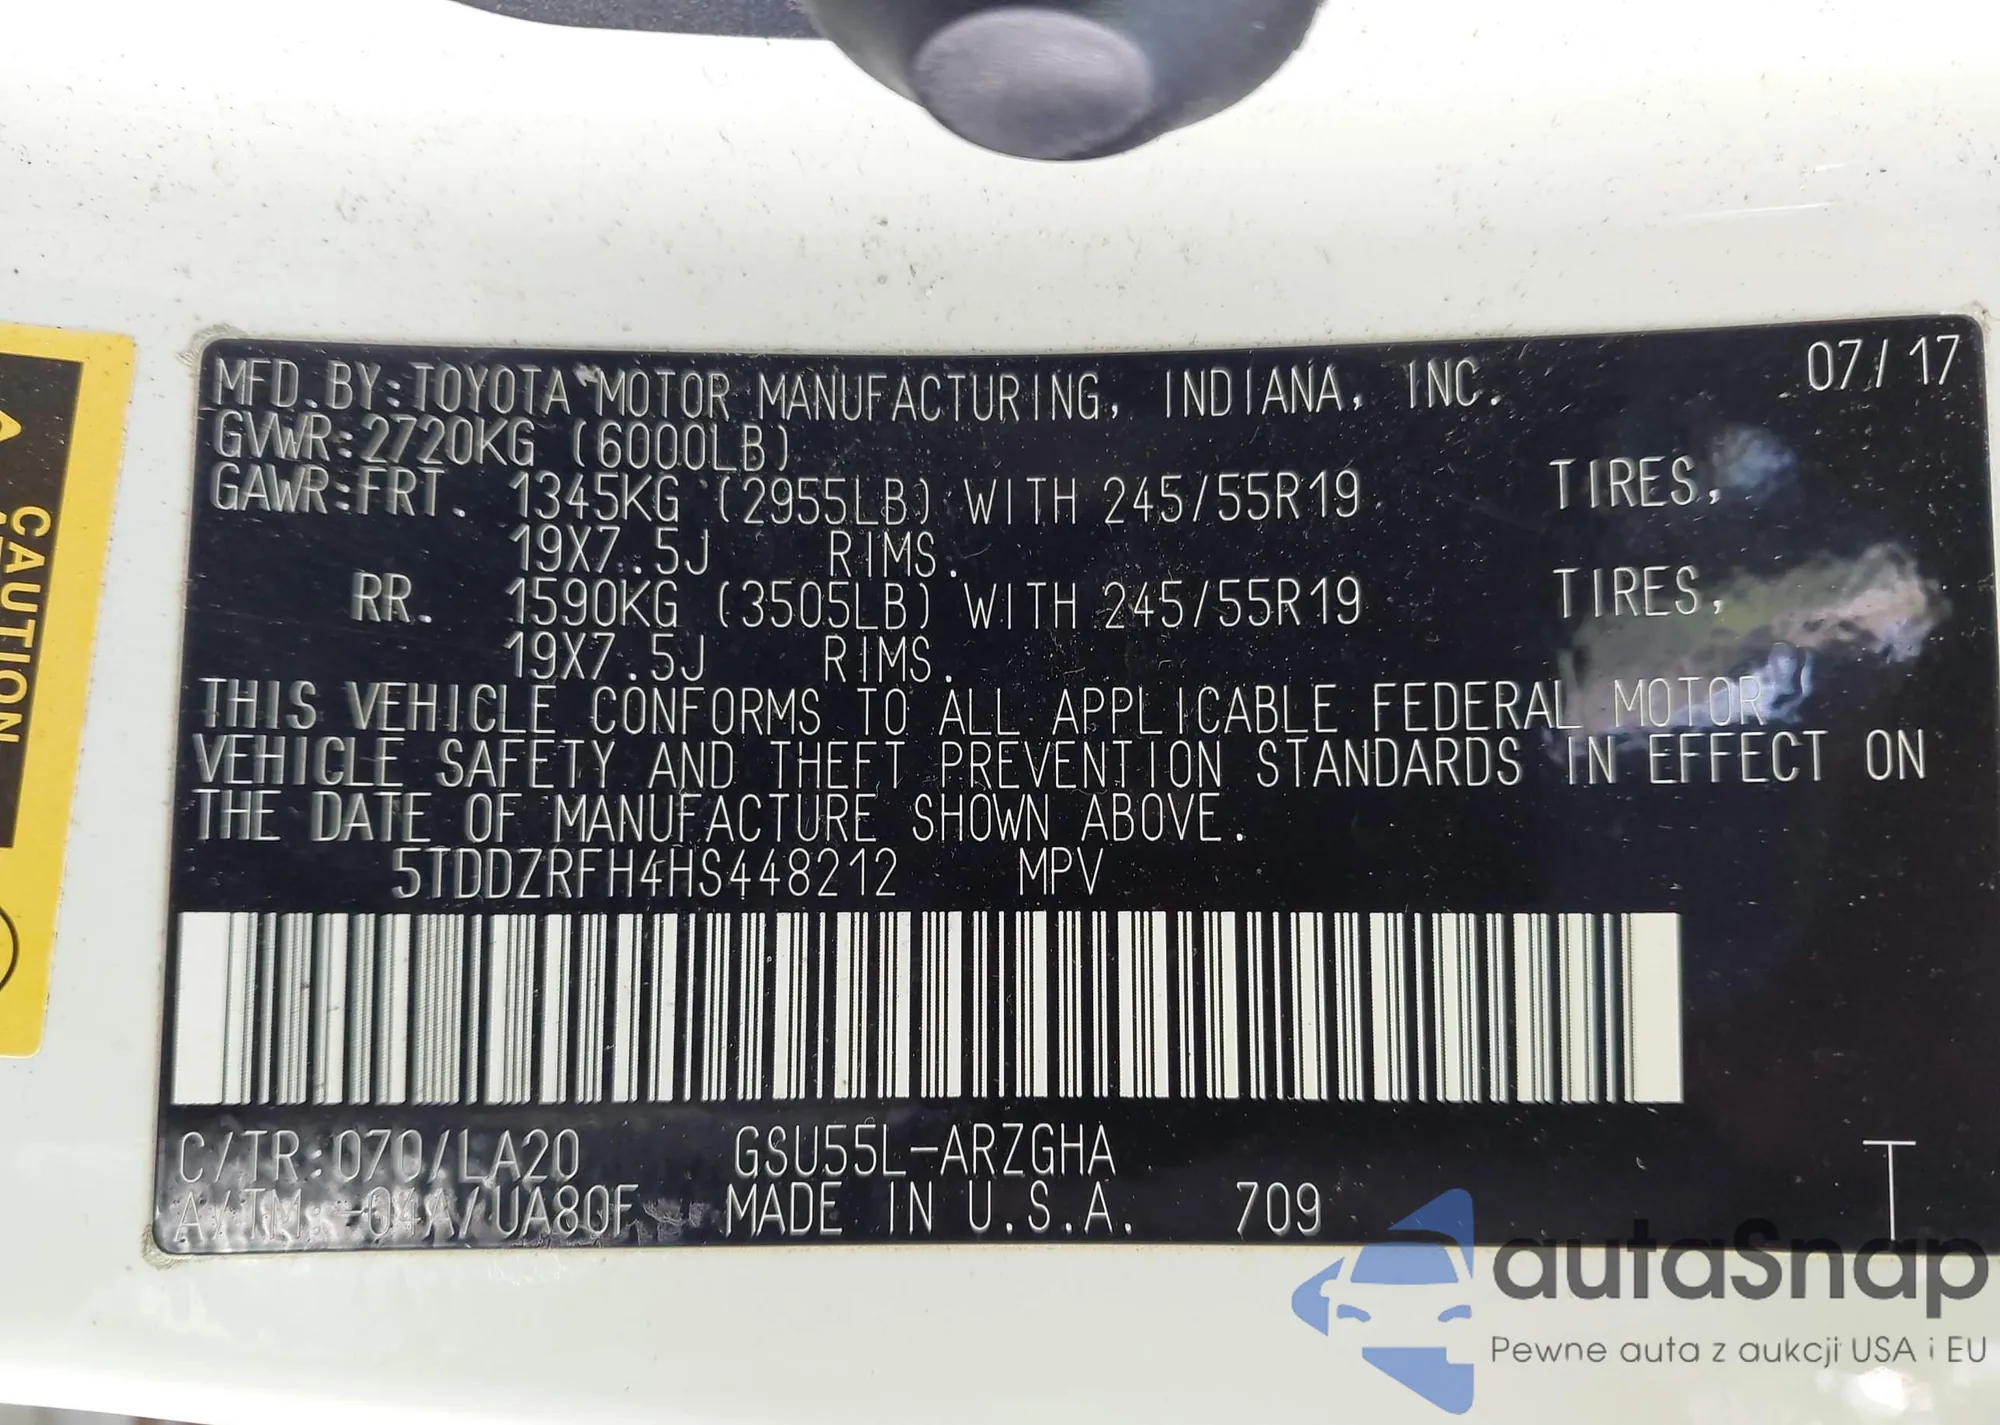 MFD. BY: TOYOTA MOTOR MANUFACTURING, INDIANA, INC. 07/17
GVWR: 2720KG (6000LB)
GAWR: FRT. 1345KG (2955LB) WITH 245/55R19 TIRES,
19X7.5J RIMS.
RR. 1590KG (3505LB) WITH 245/55R19 TIRES,
19X7.5J RIMS.
THIS VEHICLE CONFORMS TO ALL APPLICABLE FEDERAL MOTOR
VEHICLE SAFETY AND THEFT PREVENTION STANDARDS IN EFFECT ON
THE DATE OF MANUFACTURE SHOWN ABOVE.
5TDDZRFH4HS448212 MPV
C/TR: 070/LA20 GSU55L-ARZGHA T
A/TM: -04A/UA80F MADE IN U.S.A. 709
CAUTION
autaSnap
Pewne auta z aukcji USA i EU